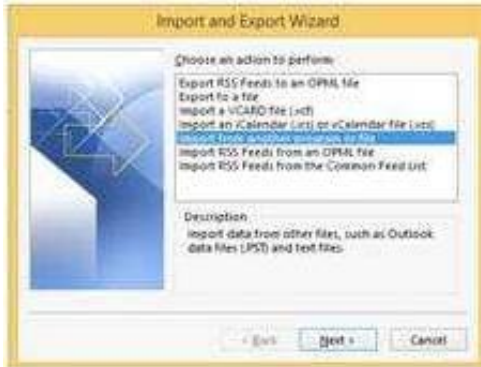 Import and Export Wizard
Choose an action to perform:
Export RSS Feeds to an OPML file
Export to a file
Import a VCARD file (.vcf)
Import an iCalendar (.ics) or vCalendar file (.vcs)
Import from another program or file
Import RSS Feeds from an OPML file
Import RSS Feeds from the Common Feed List
Description
Import data from other files, such as Outlook
data files (.PST) and text files.
< Back
Next >
Cancel